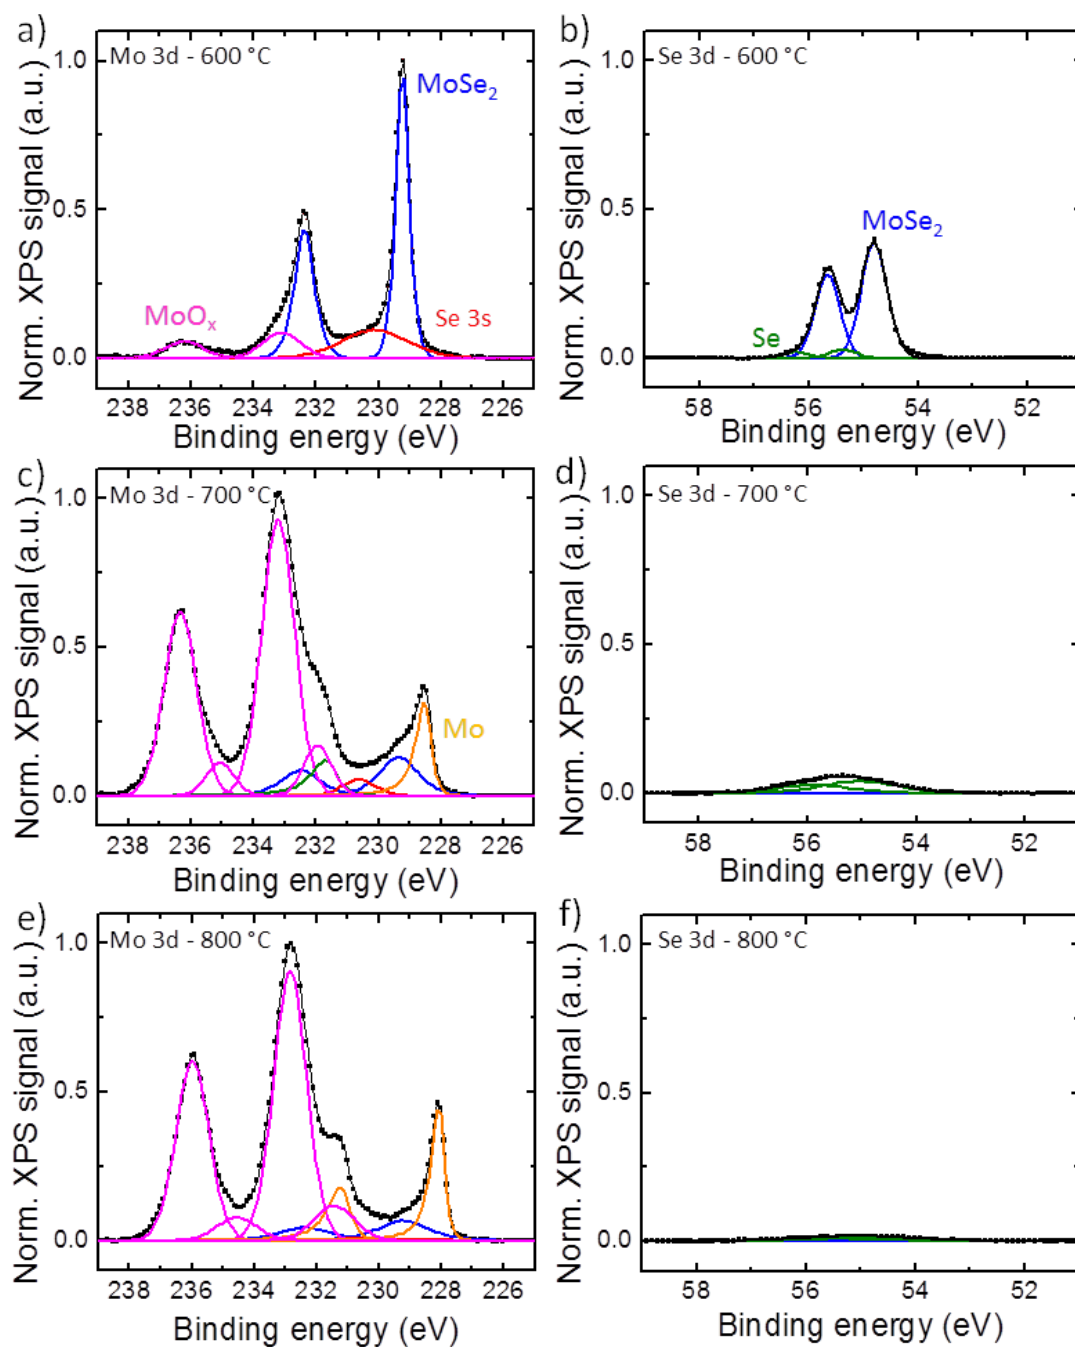 a)
Mo 3d - 600 °C
1.0
0.5
0.0
Norm. XPS signal (a.u.)
MoSe₂
MoOₓ
Se 3s
238 236 234 232 230 228 226
Binding energy (eV)
b)
Se 3d - 600 °C
1.0
0.5
0.0
Norm. XPS signal (a.u.)
MoSe₂
Se
58 56 54 52
Binding energy (eV)
c)
Mo 3d - 700 °C
1.0
0.5
0.0
Norm. XPS signal (a.u.)
Mo
238 236 234 232 230 228 226
Binding energy (eV)
d)
Se 3d - 700 °C
1.0
0.5
0.0
Norm. XPS signal (a.u.)
58 56 54 52
Binding energy (eV)
e)
Mo 3d - 800 °C
1.0
0.5
0.0
Norm. XPS signal (a.u.)
238 236 234 232 230 228 226
Binding energy (eV)
f)
Se 3d - 800 °C
1.0
0.5
0.0
Norm. XPS signal (a.u.)
58 56 54 52
Binding energy (eV)